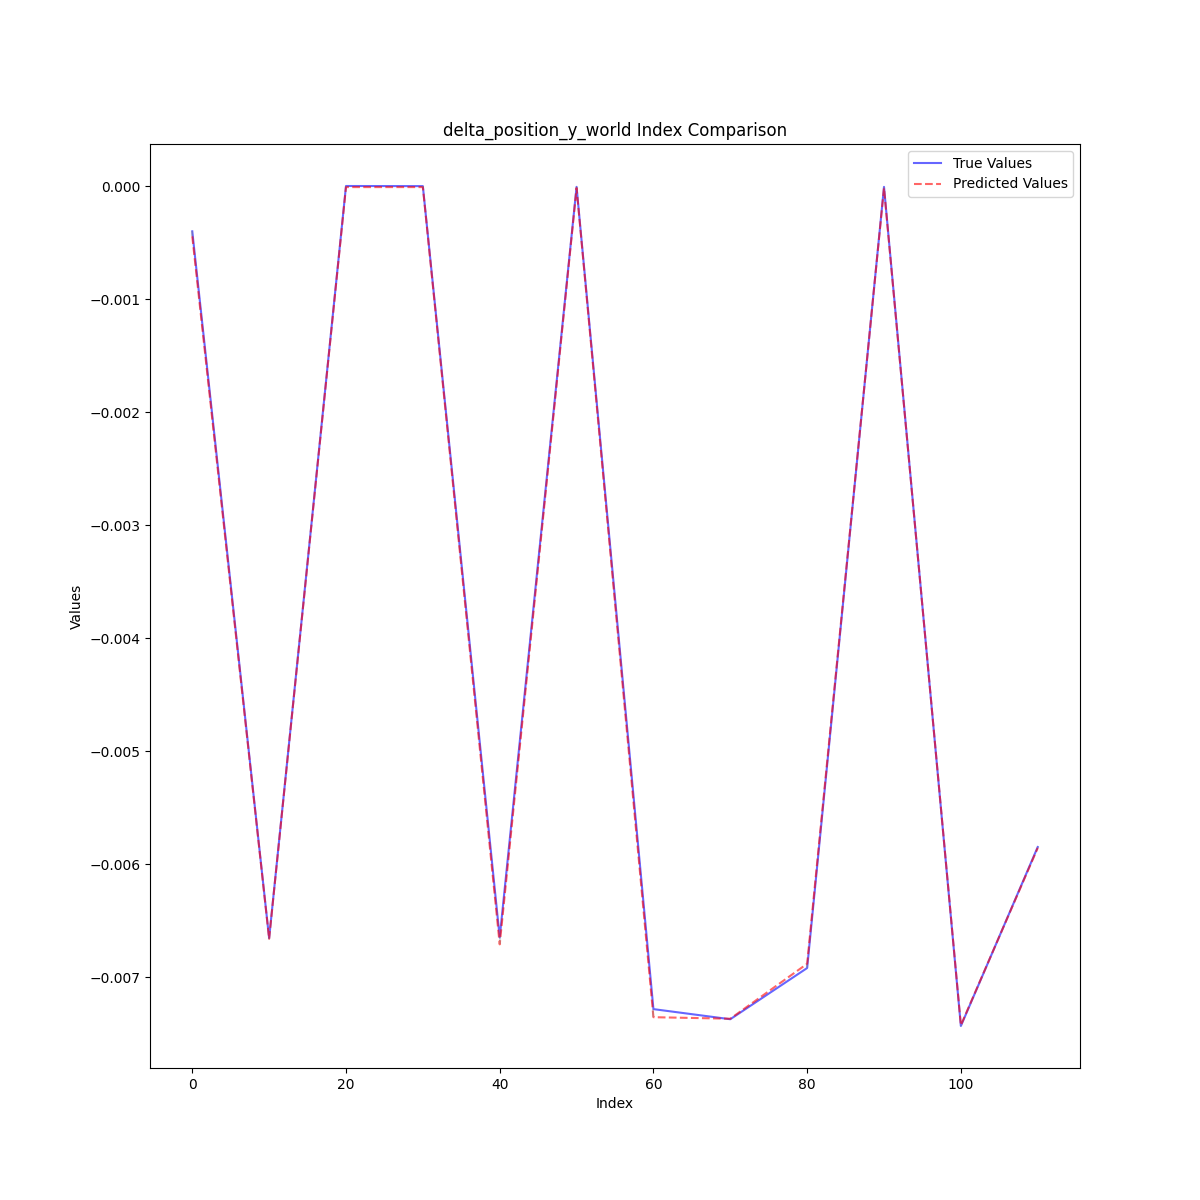 delta_position_y_world Index Comparison
True Values
Predicted Values
0.000
−0.001
−0.002
−0.003
−0.004
−0.005
−0.006
−0.007
Values
0 20 40 60 80 100
Index